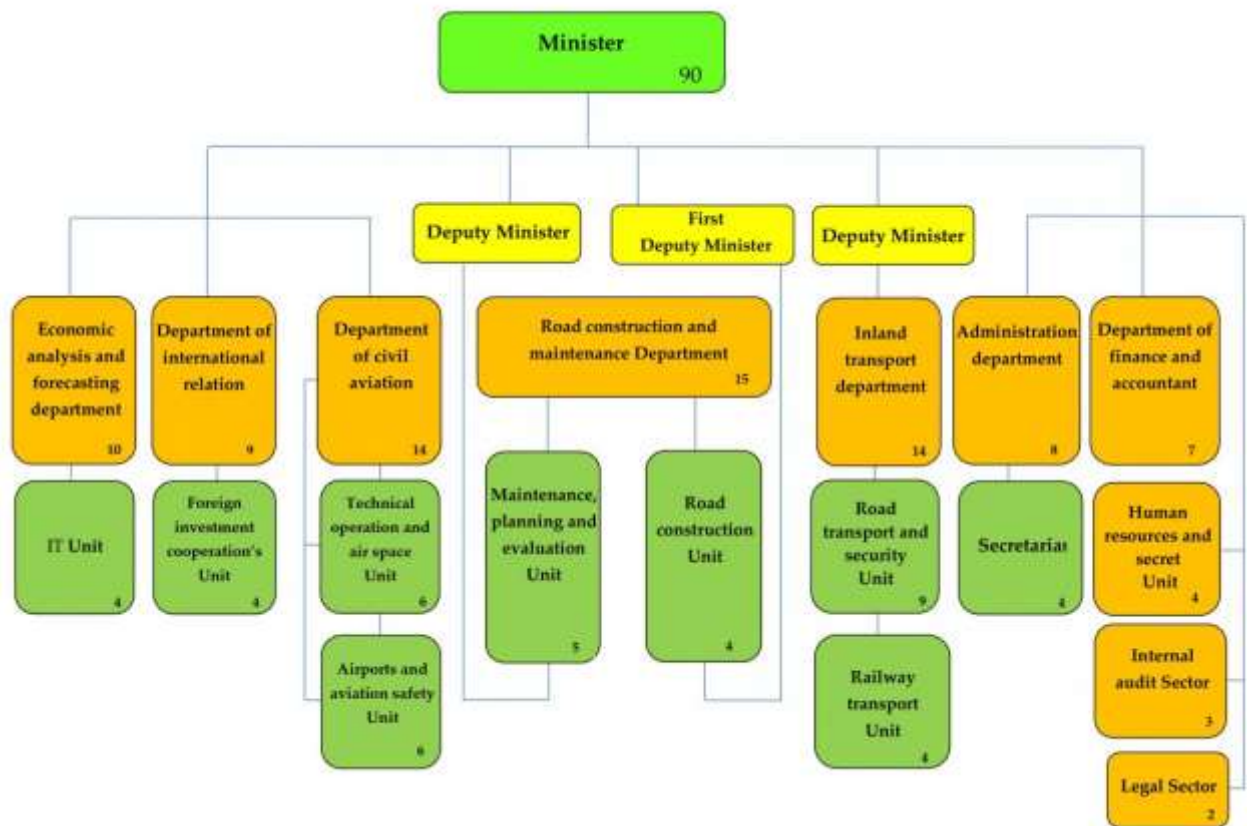 Minister
90
Deputy Minister
First
Deputy Minister
Deputy Minister
Economic
analysis and
forecasting
department
10
Department of
international
relation
9
Department
of civil
aviation
14
Road construction and
maintenance Department
15
Inland
transport
department
14
Administration
department
8
Department of
finance and
accountant
7
IT Unit
4
Foreign
investment
cooperation's
Unit
4
Technical
operation and
air space
Unit
6
Maintenance,
planning and
evaluation
Unit
5
Road
construction
Unit
4
Road
transport and
security
Unit
9
Secretariat
4
Human
resources and
secret
Unit
4
Airports and
aviation safety
Unit
6
Railway
transport
Unit
4
Internal
audit Sector
3
Legal Sector
2